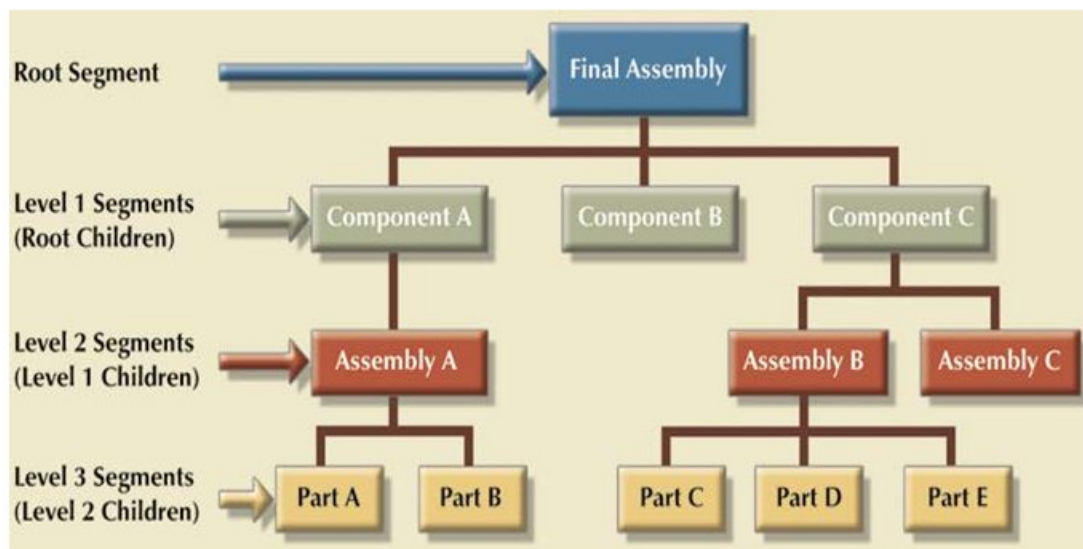 Root Segment
Final Assembly
Level 1 Segments
(Root Children)
Component A
Component B
Component C
Level 2 Segments
(Level 1 Children)
Assembly A
Assembly B
Assembly C
Level 3 Segments
(Level 2 Children)
Part A
Part B
Part C
Part D
Part E